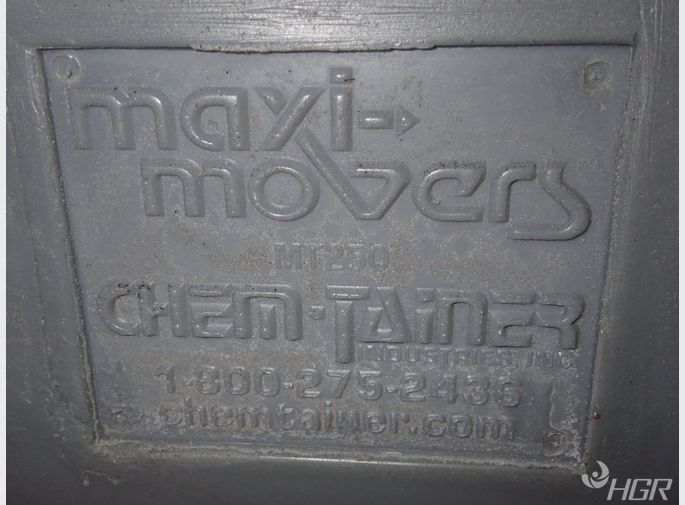 maxi-
movers
MT250
CHEM-TAINER
INDUSTRIES, INC.
1-800-275-2436
chemtainer.com
HGR